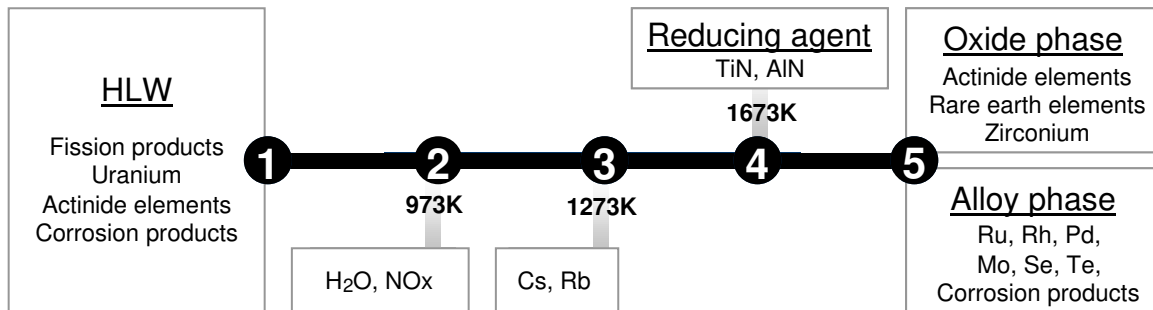 HLW
Fission products
Uranium
Actinide elements
Corrosion products
1
2
973K
H₂O, NOx
3
1273K
Cs, Rb
Reducing agent
TiN, AlN
1673K
4
5
Oxide phase
Actinide elements
Rare earth elements
Zirconium
Alloy phase
Ru, Rh, Pd,
Mo, Se, Te,
Corrosion products